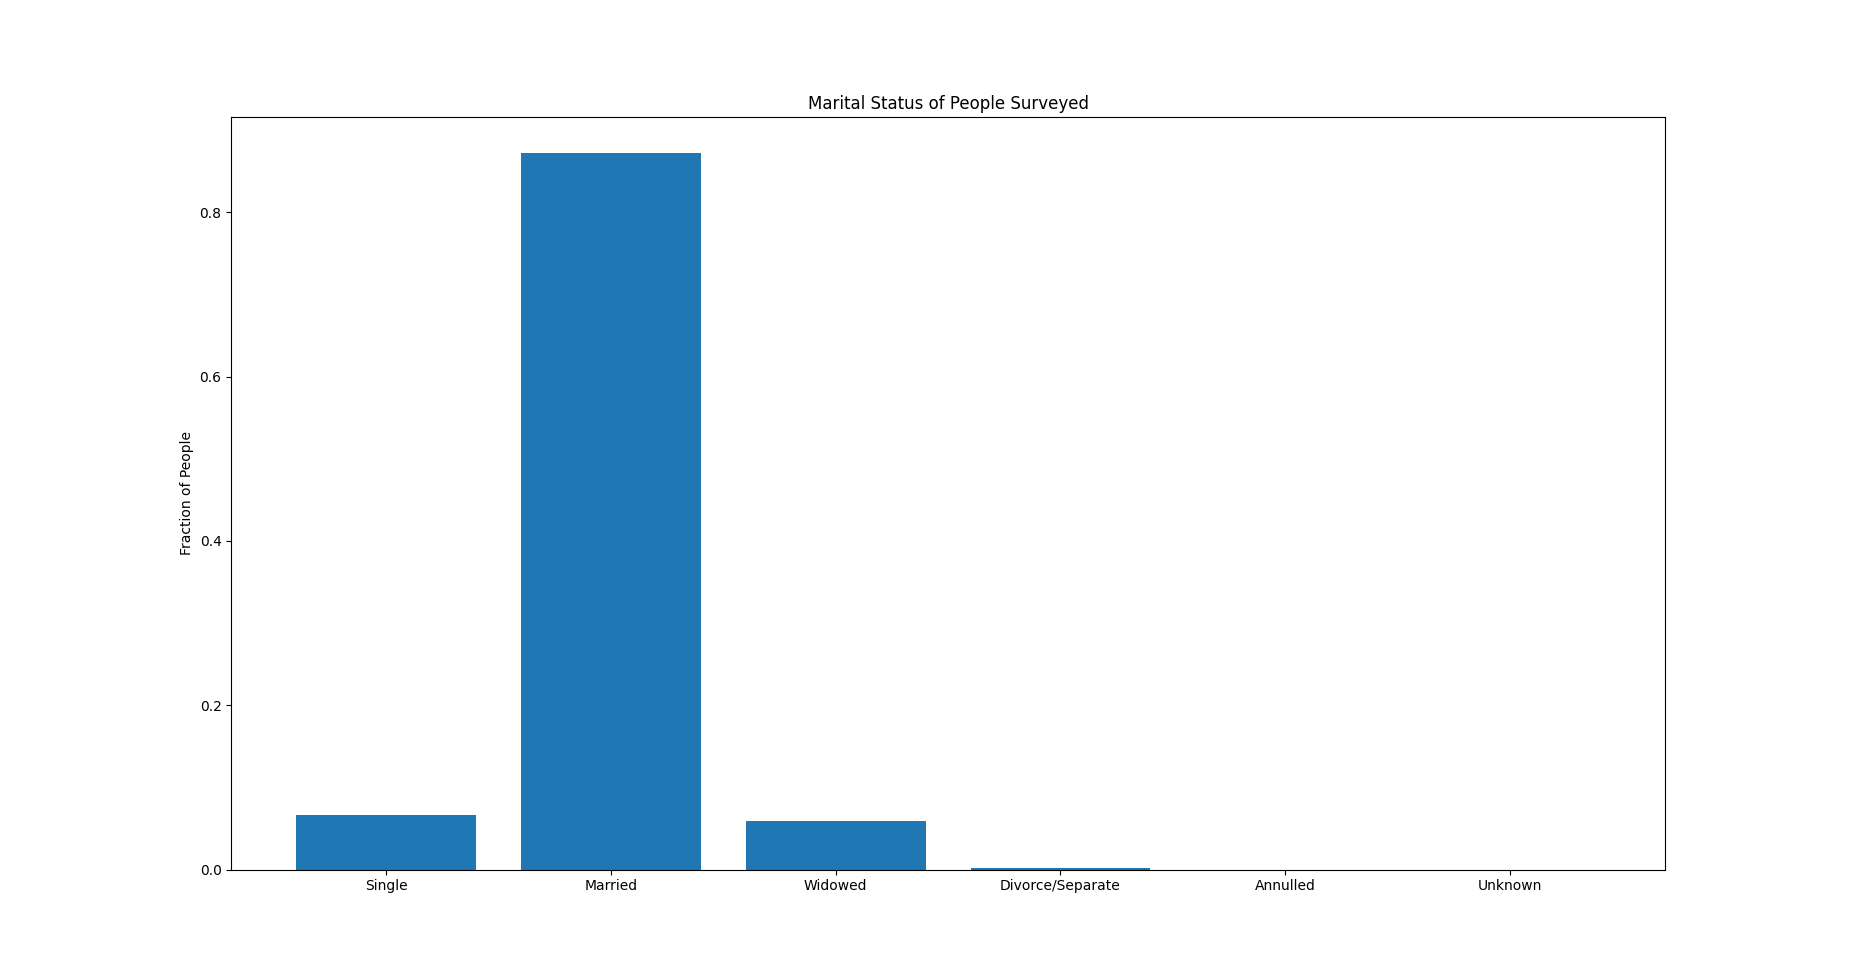 Marital Status of People Surveyed
Fraction of People
0.8
0.6
0.4
0.2
0.0
Single Married Widowed Divorce/Separate Annulled Unknown